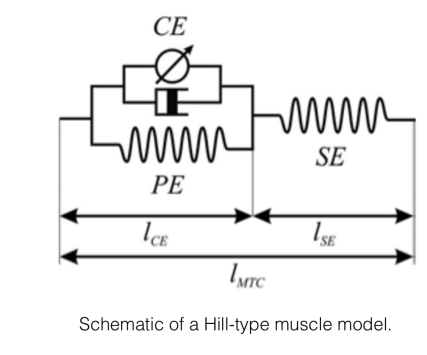 CE
SE
PE
lCE
lSE
lMTC
Schematic of a Hill-type muscle model.